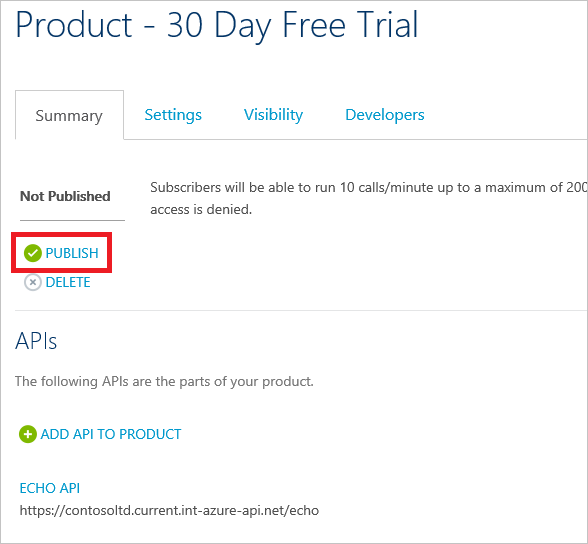 Product - 30 Day Free Trial
Summary
Settings
Visibility
Developers
Not Published
Subscribers will be able to run 10 calls/minute up to a maximum of 200
access is denied.
PUBLISH
DELETE
APIs
The following APIs are the parts of your product.
ADD API TO PRODUCT
ECHO API
https://contosoltd.current.int-azure-api.net/echo